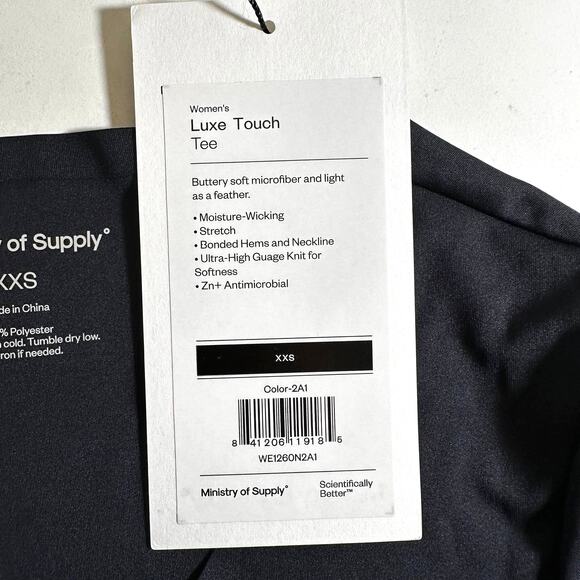 Women's
Luxe Touch
Tee
Buttery soft microfiber and light
as a feather.
• Moisture-Wicking
• Stretch
• Bonded Hems and Neckline
• Ultra-High Guage Knit for
Softness
• Zn+ Antimicrobial
XXS
Color-2A1
8 41206 11918 5
WE1260N2A1
Ministry of Supply°
Scientifically
Better™
y of Supply°
XXS
de in China
% Polyester
cold. Tumble dry low.
ron if needed.